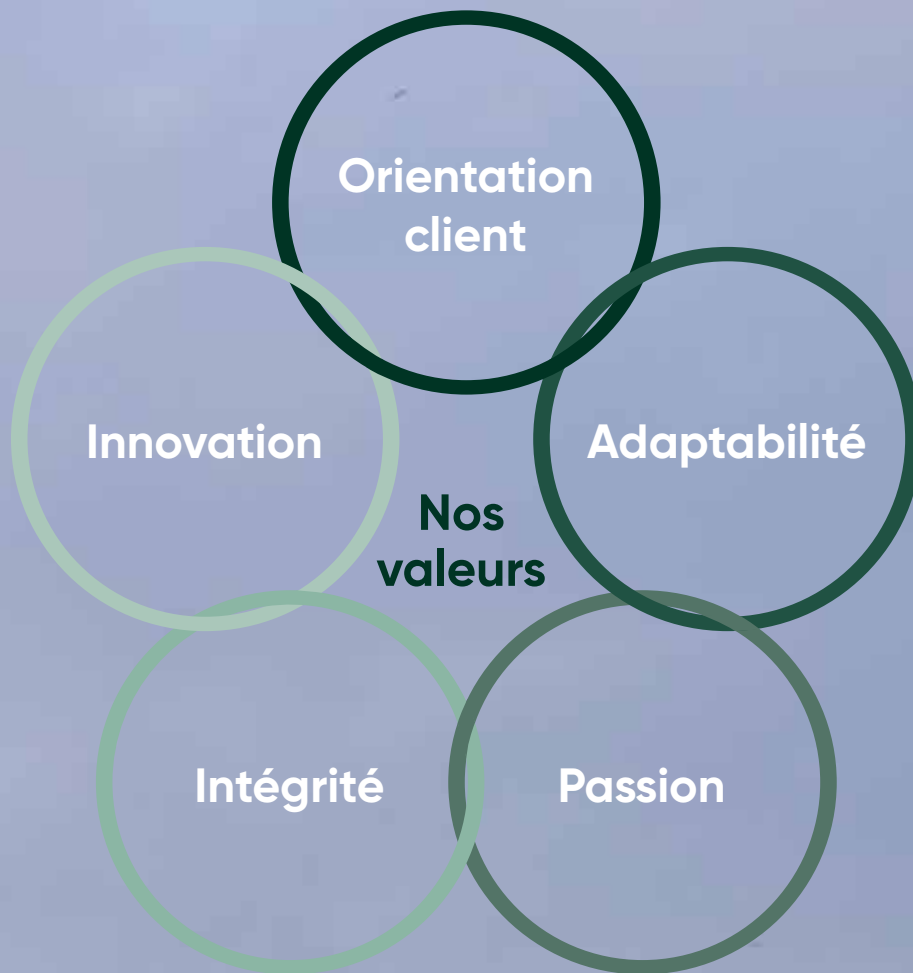 Orientation
client
Innovation
Adaptabilité
Nos
valeurs
Intégrité
Passion